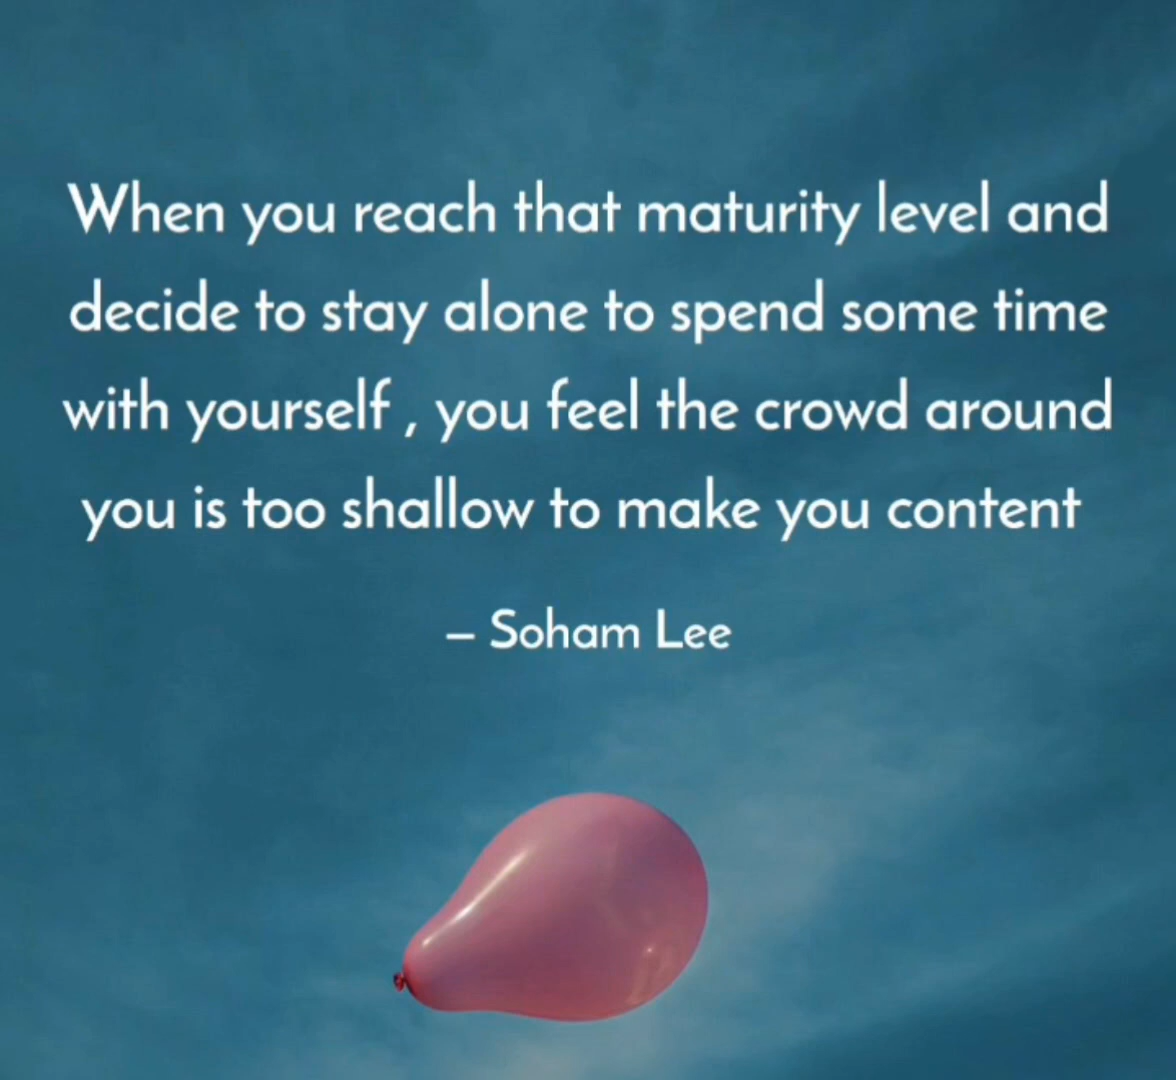 When you reach that maturity level and
decide to stay alone to spend some time
with yourself , you feel the crowd around
you is too shallow to make you content
– Soham Lee